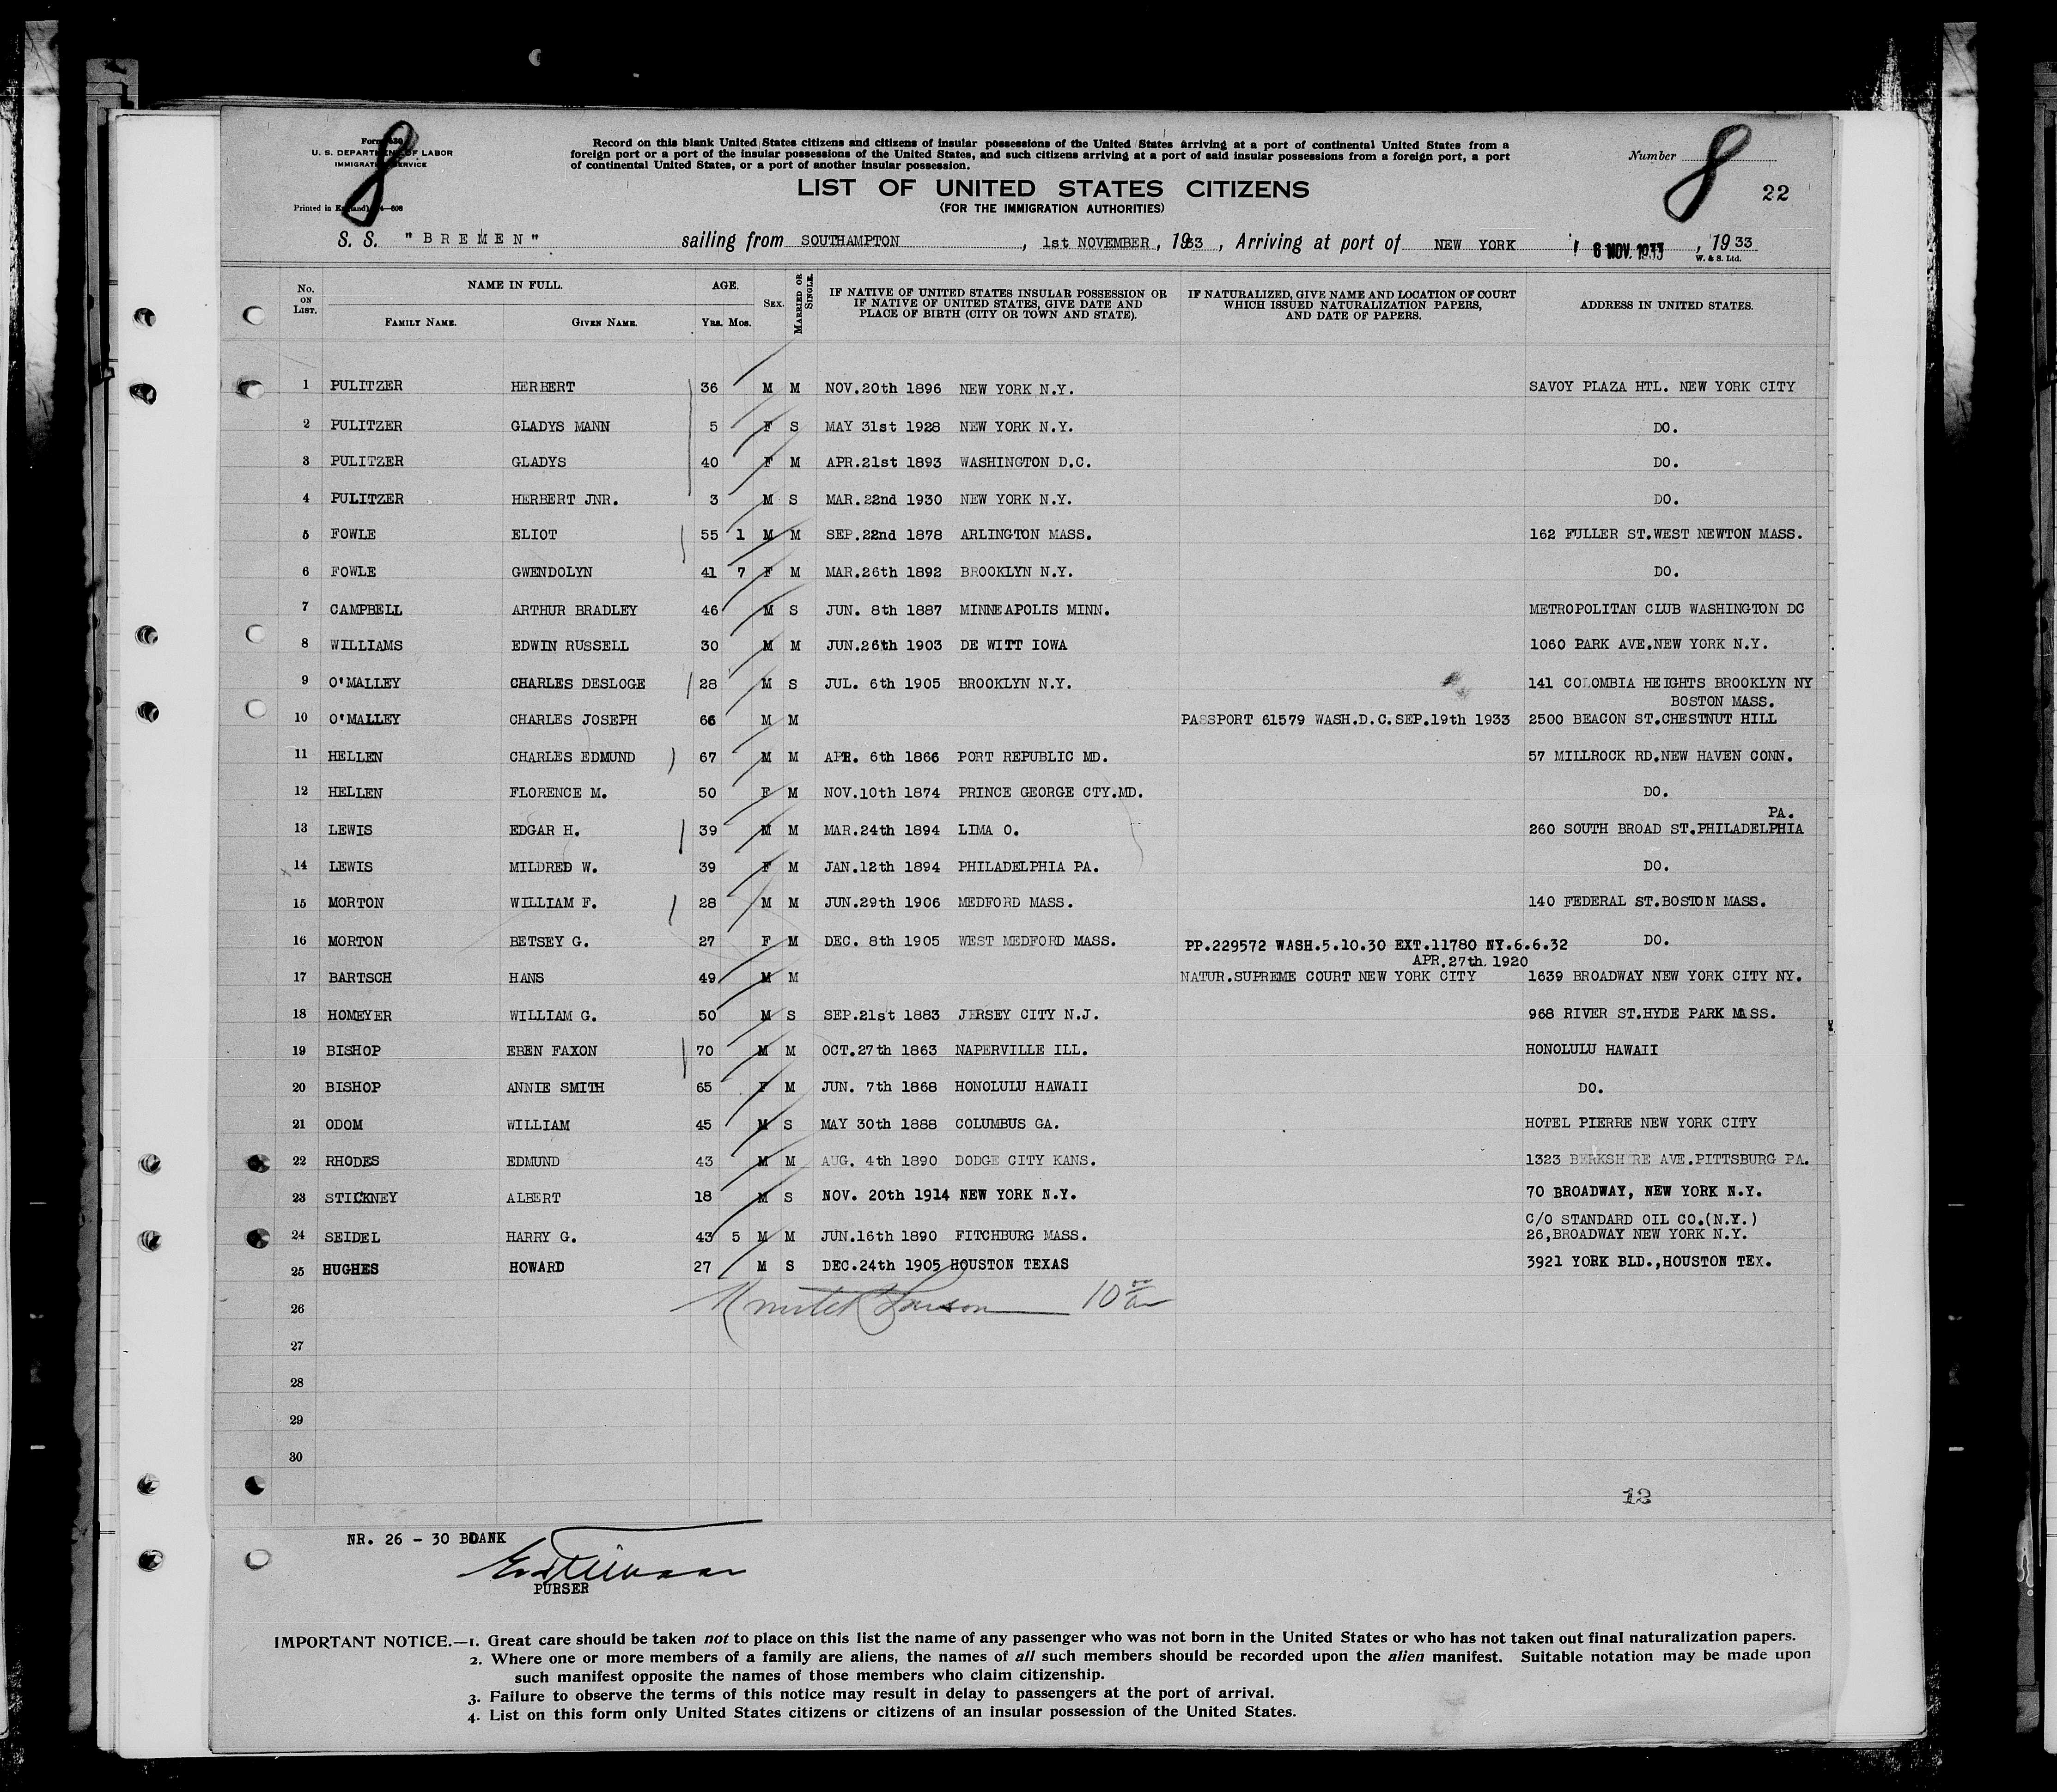 Form 630
U. S. DEPARTMENT OF LABOR
IMMIGRATION SERVICE
8
Record on this blank United States citizens and citizens of insular possessions of the United States arriving at a port of continental United States from a
foreign port or a port of the insular possessions of the United States, and such citizens arriving at a port of said insular possessions from a foreign port, a port
of continental United States, or a port of another insular possession.
Number
8
22
LIST OF UNITED STATES CITIZENS
(FOR THE IMMIGRATION AUTHORITIES)
Printed in England)
S. S. "BREMEN" sailing from SOUTHAMPTON, 1st NOVEMBER, 1933, Arriving at port of NEW YORK 6 NOV. 1933, 1933
W. & S. Ltd.
No. ON LIST. NAME IN FULL. FAMILY NAME. GIVEN NAME. AGE. YRS. MOS. SEX. MARRIED OR SINGLE. IF NATIVE OF UNITED STATES INSULAR POSSESSION OR IF NATIVE OF UNITED STATES, GIVE DATE AND PLACE OF BIRTH (CITY OR TOWN AND STATE). IF NATURALIZED, GIVE NAME AND LOCATION OF COURT WHICH ISSUED NATURALIZATION PAPERS, AND DATE OF PAPERS. ADDRESS IN UNITED STATES.
1 PULITZER HERBERT 36 M M NOV.20th 1896 NEW YORK N.Y. SAVOY PLAZA HTL. NEW YORK CITY
2 PULITZER GLADYS MANN 5 F S MAY 31st 1928 NEW YORK N.Y. DO.
3 PULITZER GLADYS 40 F M APR.21st 1893 WASHINGTON D.C. DO.
4 PULITZER HERBERT JNR. 3 M S MAR.22nd 1930 NEW YORK N.Y. DO.
5 FOWLE ELIOT 55 1 M M SEP.22nd 1878 ARLINGTON MASS. 162 FULLER ST.WEST NEWTON MASS.
6 FOWLE GWENDOLYN 41 7 F M MAR.26th 1892 BROOKLYN N.Y. DO.
7 CAMPBELL ARTHUR BRADLEY 46 M S JUN. 8th 1887 MINNEAPOLIS MINN. METROPOLITAN CLUB WASHINGTON DC
8 WILLIAMS EDWIN RUSSELL 30 M M JUN.26th 1903 DE WITT IOWA 1060 PARK AVE.NEW YORK N.Y.
9 O'MALLEY CHARLES DESLOGE 28 M S JUL. 6th 1905 BROOKLYN N.Y. 141 COLOMBIA HEIGHTS BROOKLYN NY
BOSTON MASS.
10 O'MALLEY CHARLES JOSEPH 66 M M PASSPORT 61579 WASH.D.C.SEP.19th 1933 2500 BEACON ST.CHESTNUT HILL
11 HELLEN CHARLES EDMUND 67 M M APR. 6th 1866 PORT REPUBLIC MD. 57 MILLROCK RD.NEW HAVEN CONN.
12 HELLEN FLORENCE M. 50 F M NOV.10th 1874 PRINCE GEORGE CTY.MD. DO.
PA.
13 LEWIS EDGAR H. 39 M M MAR.24th 1894 LIMA O. 260 SOUTH BROAD ST.PHILADELPHIA
14 LEWIS MILDRED W. 39 F M JAN.12th 1894 PHILADELPHIA PA. DO.
15 MORTON WILLIAM F. 28 M M JUN.29th 1906 MEDFORD MASS. 140 FEDERAL ST.BOSTON MASS.
16 MORTON BETSEY G. 27 F M DEC. 8th 1905 WEST MEDFORD MASS. PP.229572 WASH.5.10.30 EXT.11780 NY.6.6.32 DO.
APR.27th 1920
17 BARTSCH HANS 49 M M NATUR.SUPREME COURT NEW YORK CITY 1639 BROADWAY NEW YORK CITY NY.
18 HOMEYER WILLIAM G. 50 M S SEP.21st 1883 JERSEY CITY N.J. 968 RIVER ST.HYDE PARK MASS.
19 BISHOP EBEN FAXON 70 M M OCT.27th 1863 NAPERVILLE ILL. HONOLULU HAWAII
20 BISHOP ANNIE SMITH 65 F M JUN. 7th 1868 HONOLULU HAWAII DO.
21 ODOM WILLIAM 45 M S MAY 30th 1888 COLUMBUS GA. HOTEL PIERRE NEW YORK CITY
22 RHODES EDMUND 43 M M AUG. 4th 1890 DODGE CITY KANS. 1323 BERKSHIRE AVE.PITTSBURG PA.
23 STICKNEY ALBERT 18 M S NOV. 20th 1914 NEW YORK N.Y. 70 BROADWAY, NEW YORK N.Y.
C/O STANDARD OIL CO.(N.Y.)
24 SEIDEL HARRY G. 43 5 M M JUN.16th 1890 FITCHBURG MASS. 26,BROADWAY NEW YORK N.Y.
25 HUGHES HOWARD 27 M S DEC.24th 1905 HOUSTON TEXAS 3921 YORK BLD.,HOUSTON TEX.
26
27
28
29
30
12
NR. 26 - 30 BLANK
PURSER
IMPORTANT NOTICE.—1. Great care should be taken not to place on this list the name of any passenger who was not born in the United States or who has not taken out final naturalization papers.
2. Where one or more members of a family are aliens, the names of all such members should be recorded upon the alien manifest. Suitable notation may be made upon
such manifest opposite the names of those members who claim citizenship.
3. Failure to observe the terms of this notice may result in delay to passengers at the port of arrival.
4. List on this form only United States citizens or citizens of an insular possession of the United States.